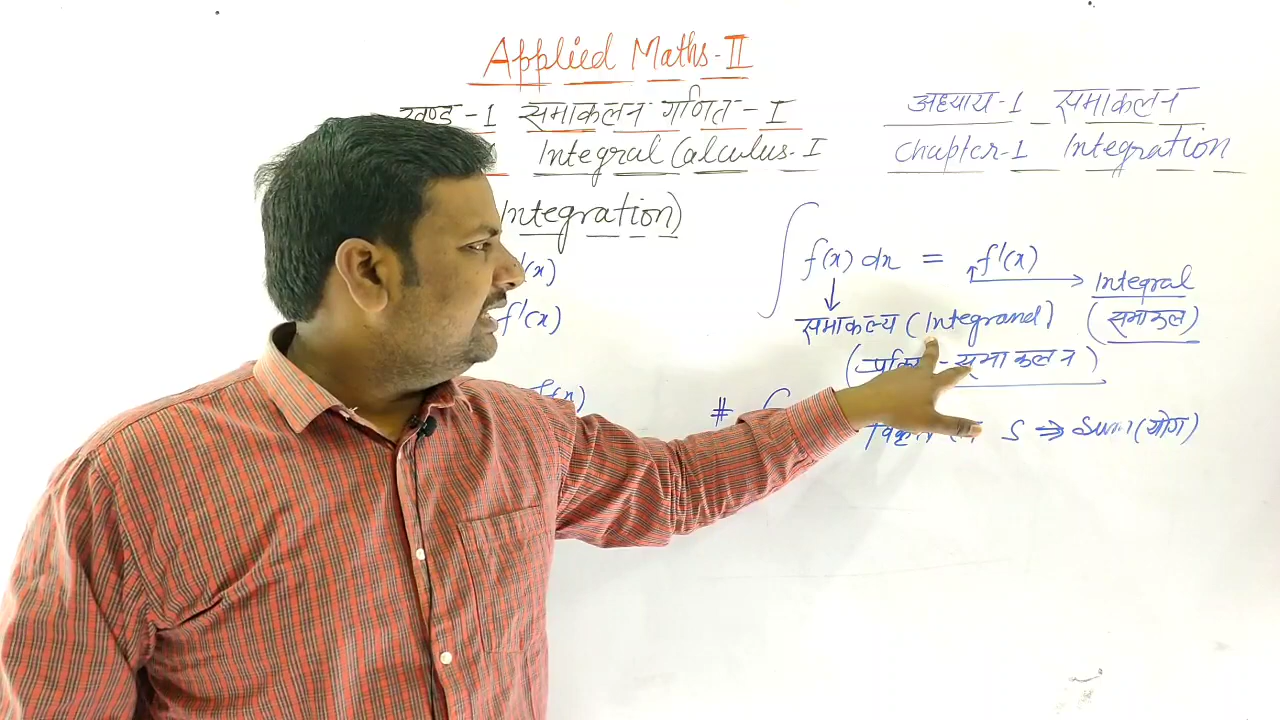 Applied Maths-II
खण्ड -1 समाकलन गणित - I
Integral Calculus-I
अध्याय-1 समाकलन
Chapter-1 Integration
Integration)
'(x)
f'(x)
∫ f(x) dx = f'(x)
Integral
(समाकल)
समाकल्य (Integrand)
समाकलन)
#
S ⇒ Sum (योग)